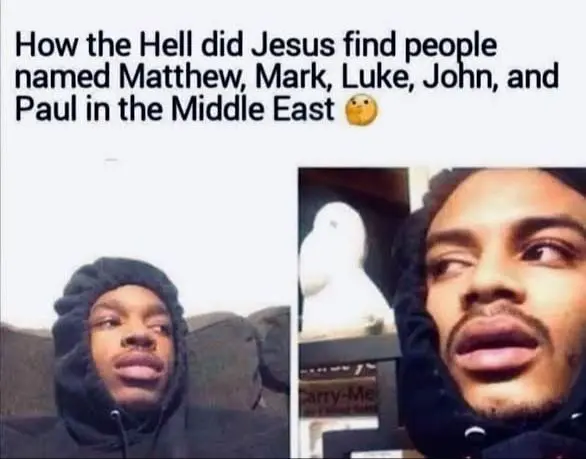 How the Hell did Jesus find people
named Matthew, Mark, Luke, John, and
Paul in the Middle East 🤔
arry-Me